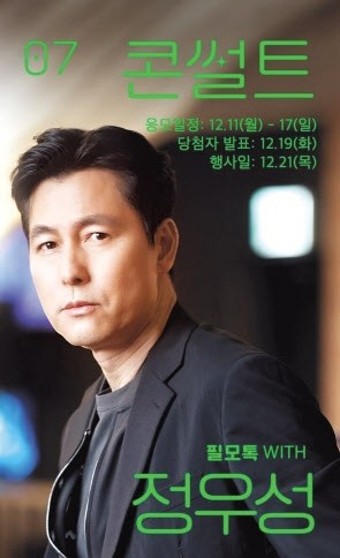 07 콘썰트
응모일정: 12.11(월) - 17(일)
당첨자 발표: 12.19(화)
행사일: 12.21(목)
필모톡 WITH
정우성